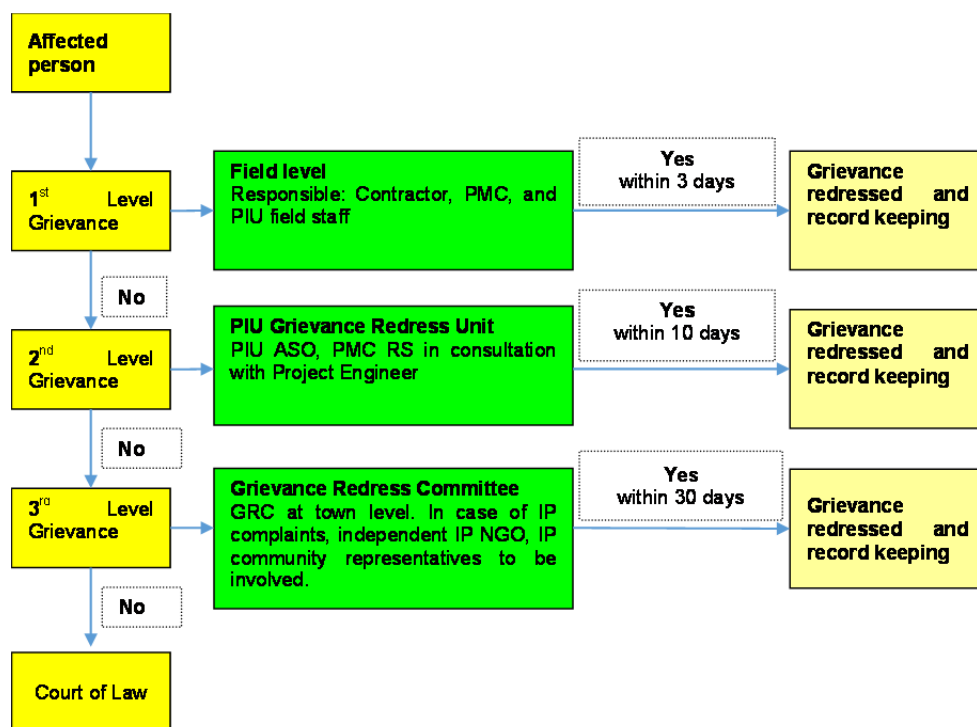 Affected
person
1st Level
Grievance
Field level
Responsible: Contractor, PMC, and
PIU field staff
Yes
within 3 days
Grievance
redressed and
record keeping
No
2nd Level
Grievance
PIU Grievance Redress Unit
PIU ASO, PMC RS in consultation
with Project Engineer
Yes
within 10 days
Grievance
redressed and
record keeping
No
3rd Level
Grievance
Grievance Redress Committee
GRC at town level. In case of IP
complaints, independent IP NGO, IP
community representatives to be
involved.
Yes
within 30 days
Grievance
redressed and
record keeping
No
Court of Law